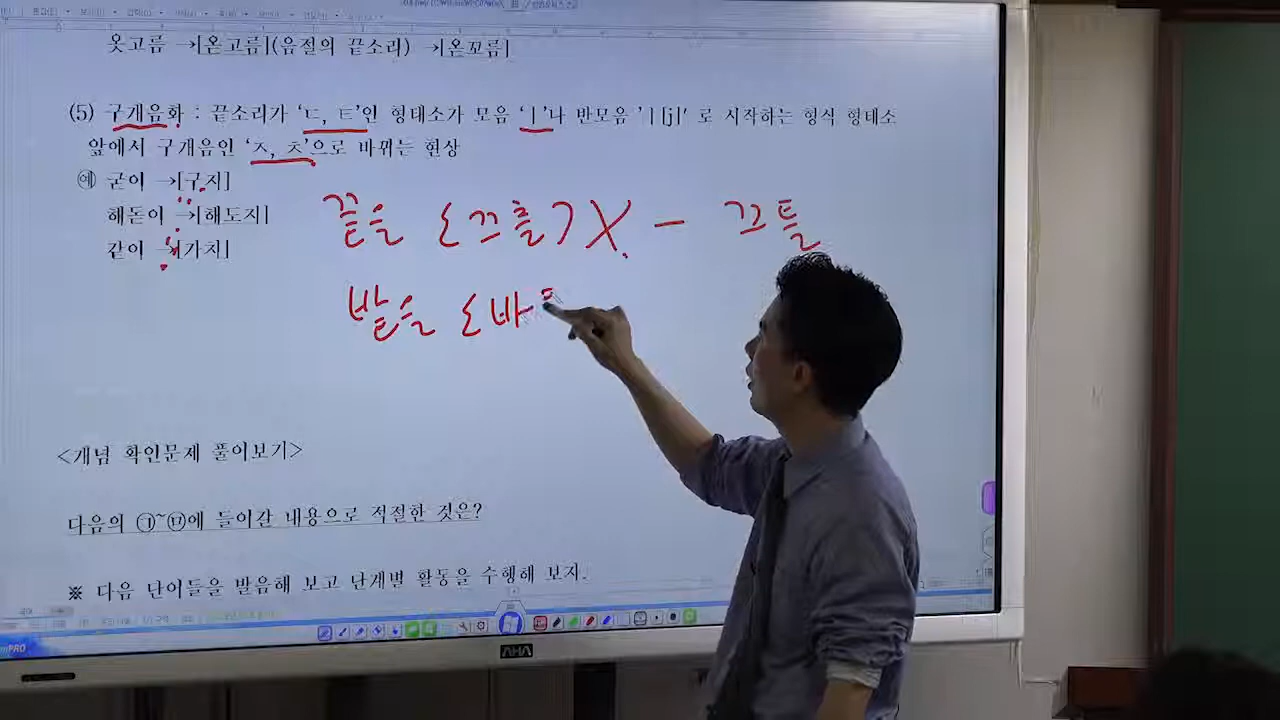 옷고름 →[옫고름](음절의 끝소리) →[옫꼬름]
(5) 구개음화 : 끝소리가 ‘ㄷ, ㅌ’인 형태소가 모음 ‘ㅣ’나 반모음 ’ㅣ[j]’ 로 시작하는 형식 형태소
앞에서 구개음인 ‘ㅈ, ㅊ’으로 바뀌는 현상
㉠ 굳이 →[구지]
해돋이 →[해도지]
같이 →[가치]
끝을 [끄츨] X - 끄틀
밭을 [바
<개념 확인문제 풀어보기>
다음의 ㉠~㉤에 들어갈 내용으로 적절한 것은?
※ 다음 단어들을 발음해 보고 단계별 활동을 수행해 보자.
AHA